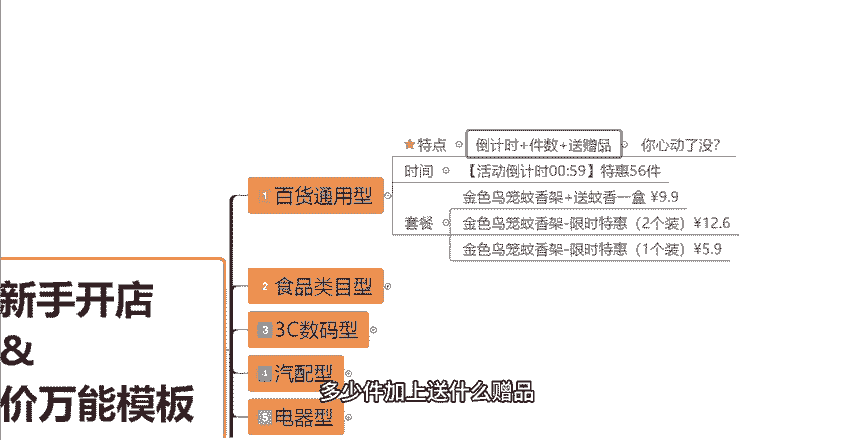 特点
倒计时+件数+送赠品
你心动了没?
时间
【活动倒计时00:59】特惠56件
1 百货通用型
金色鸟笼蚊香架+送蚊香一盒 ¥9.9
套餐
金色鸟笼蚊香架-限时特惠（2个装）¥12.6
金色鸟笼蚊香架-限时特惠（1个装）¥5.9
新手开店
&
价万能模板
2 食品类目型
3 3C数码型
4 汽配型
5 电器型
多少件加上送什么赠品